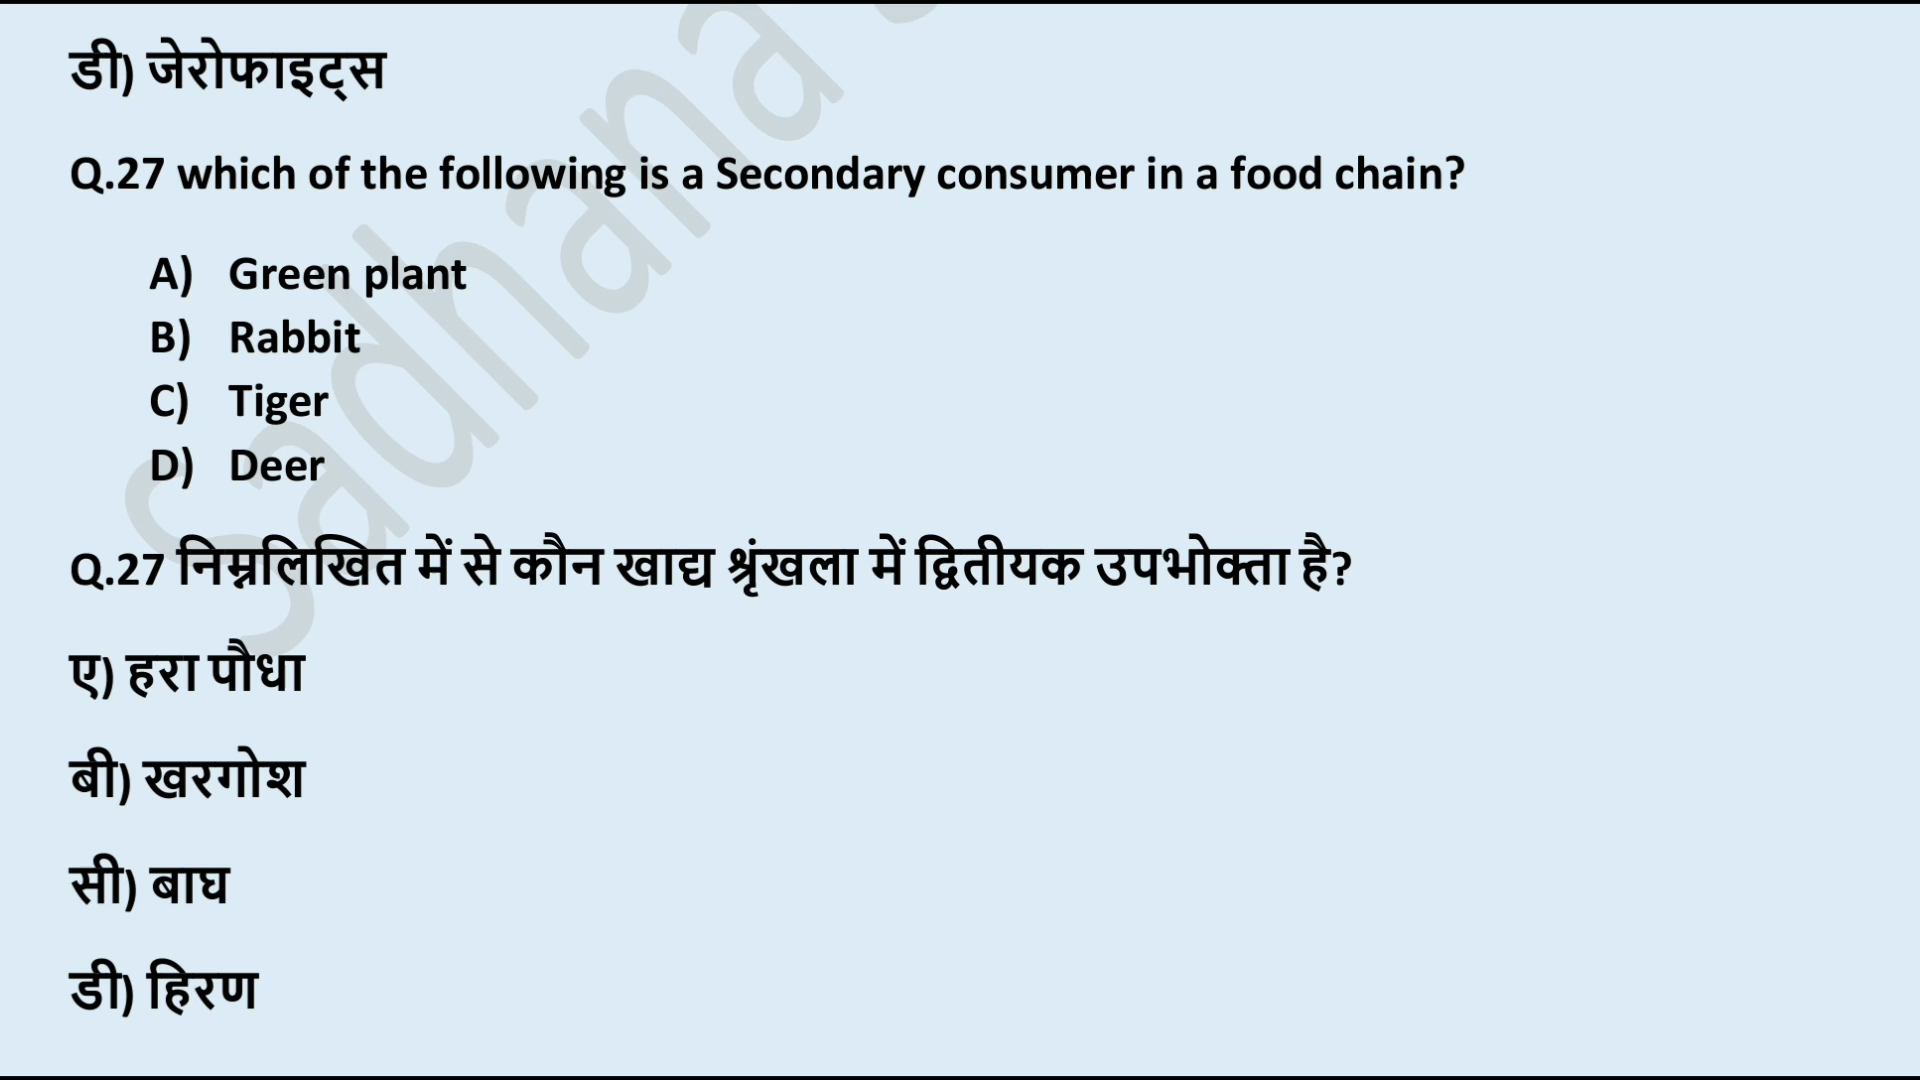 डी) जेरोफाइट्स
Q.27 which of the following is a Secondary consumer in a food chain?
A) Green plant
B) Rabbit
C) Tiger
D) Deer
Q.27 निम्नलिखित में से कौन खाद्य श्रृंखला में द्वितीयक उपभोक्ता है?
ए) हरा पौधा
बी) खरगोश
सी) बाघ
डी) हिरण
Sadhana